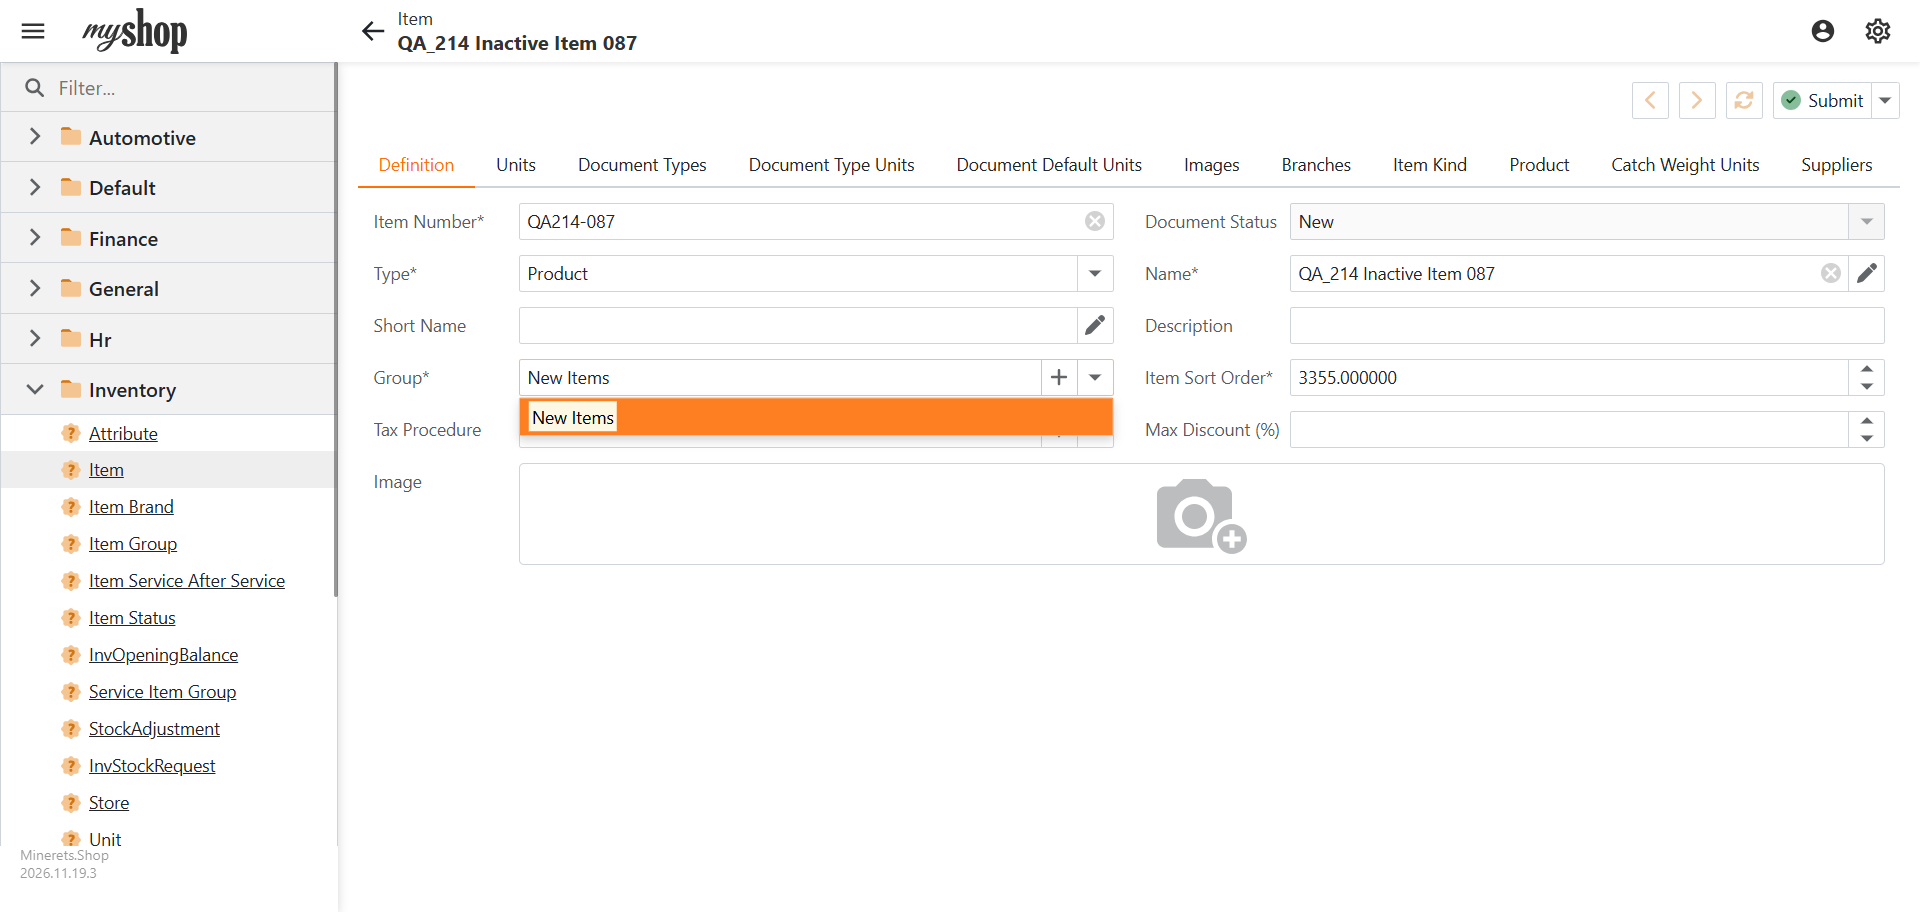 myshop
Item
QA_214 Inactive Item 087
Filter...
Automotive
Default
Finance
General
Hr
Inventory
Attribute
Item
Item Brand
Item Group
Item Service After Service
Item Status
InvOpeningBalance
Service Item Group
StockAdjustment
InvStockRequest
Store
Unit
Minerets.Shop
2026.11.19.3
Submit
Definition Units Document Types Document Type Units Document Default Units Images Branches Item Kind Product Catch Weight Units Suppliers
Item Number* QA214-087 Document Status New
Type* Product Name* QA_214 Inactive Item 087
Short Name Description
Group* New Items Item Sort Order* 3355.000000
New Items
Tax Procedure Max Discount (%)
Image